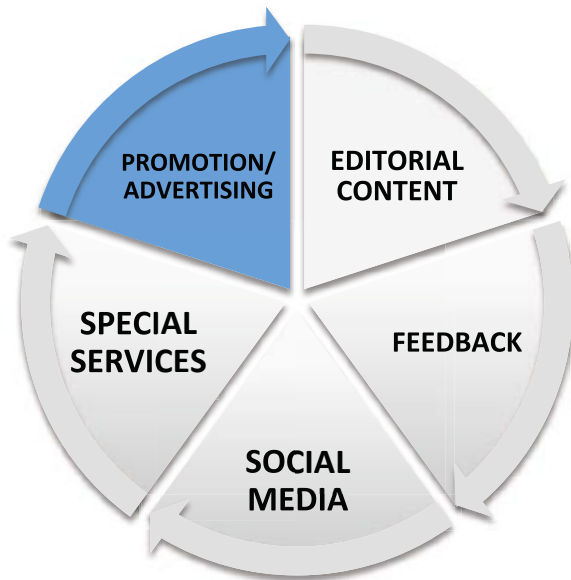 PROMOTION/
ADVERTISING
EDITORIAL
CONTENT
FEEDBACK
SOCIAL
MEDIA
SPECIAL
SERVICES